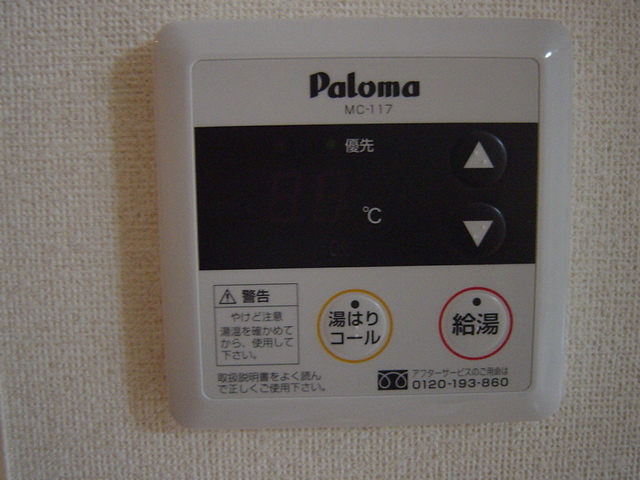 Paloma
MC-117
優先
88
℃
▲
▼
警告
やけど注意
湯温を確かめて
から、使用して
下さい。
湯はり
コール
給湯
取扱説明書をよく読ん
で正しくご使用下さい。
アフターサービスのご用命は
0120-193-860